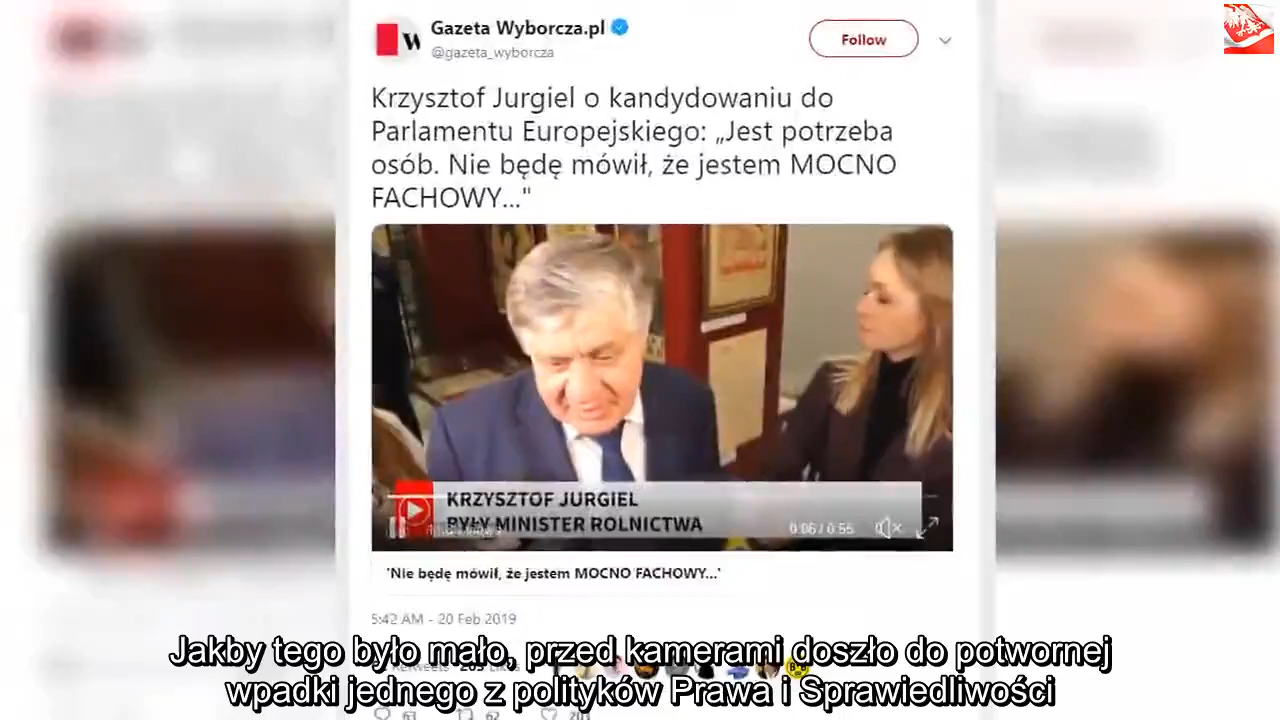 Gazeta Wyborcza.pl
@gazeta_wyborcza
Follow
Krzysztof Jurgiel o kandydowaniu do
Parlamentu Europejskiego: „Jest potrzeba
osób. Nie będę mówił, że jestem MOCNO
FACHOWY..."
KRZYSZTOF JURGIEL
BYŁY MINISTER ROLNICTWA
0:06 / 0:55
'Nie będę mówił, że jestem MOCNO FACHOWY...'
5:42 AM - 20 Feb 2019
Jakby tego było mało, przed kamerami doszło do potwornej
wpadki jednego z polityków Prawa i Sprawiedliwości
62
203